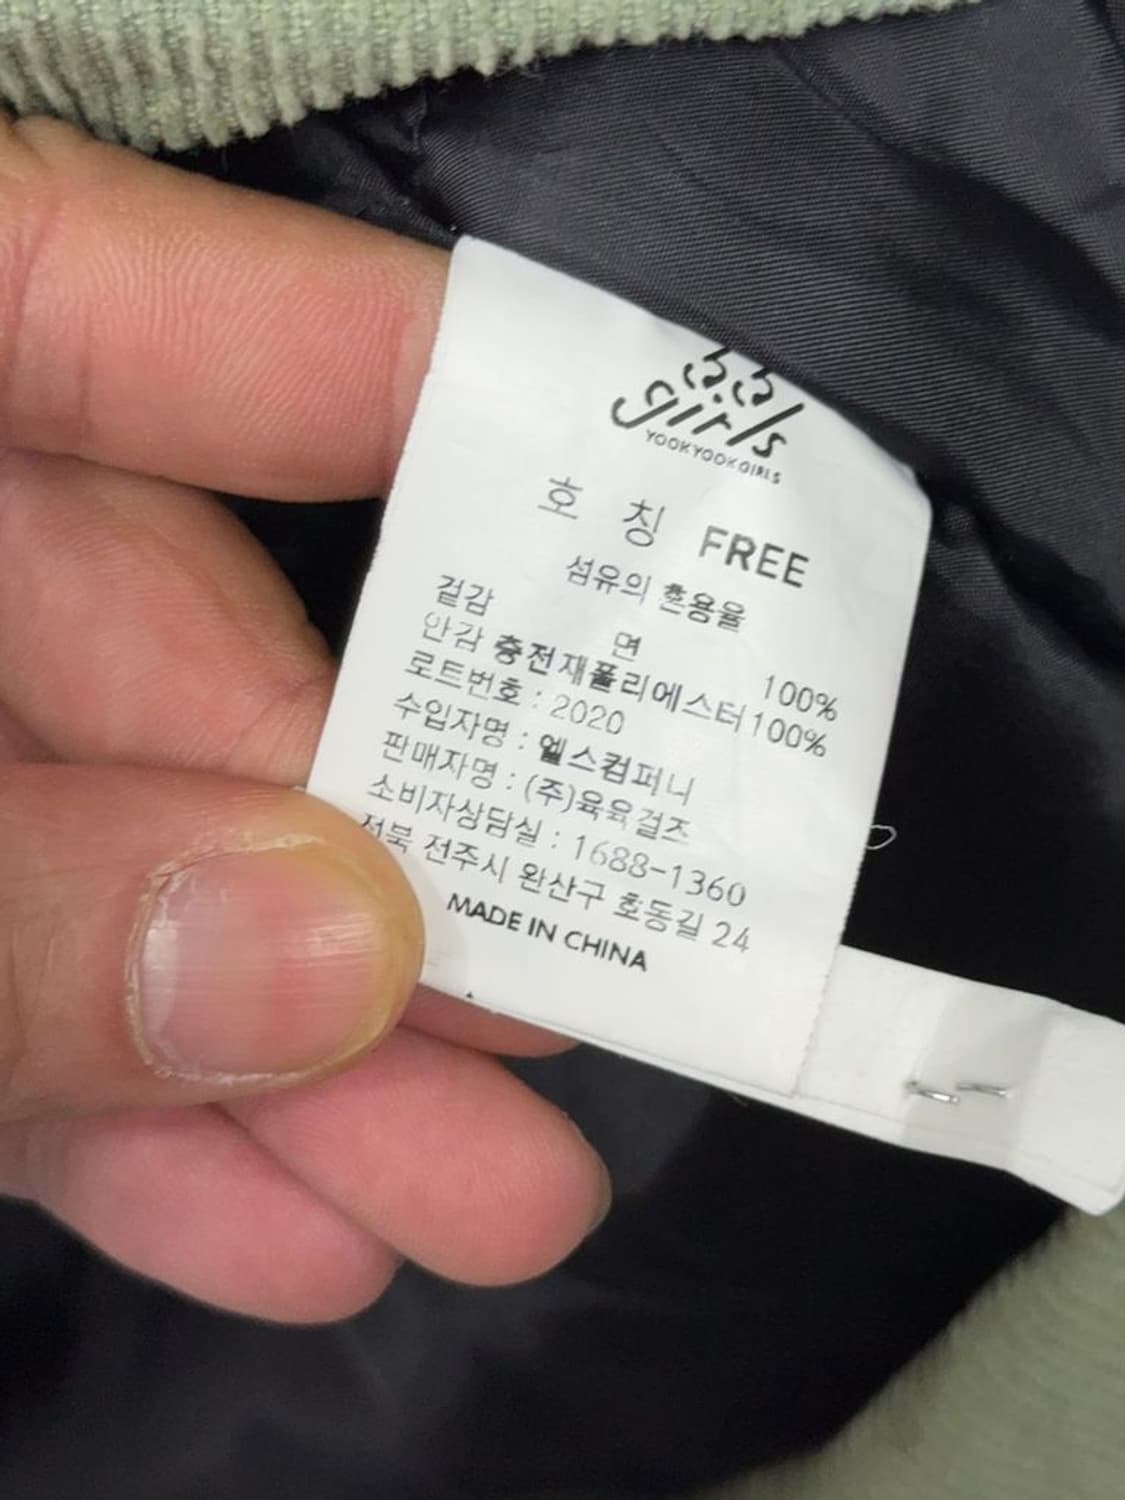 66
girls
YOOKYOOKGIRLS
호 칭 FREE
섬유의 혼용율
겉감 면 100%
안감 충전재폴리에스터100%
로트번호 : 2020
수입자명 : 엘스컴퍼니
판매자명 : (주)육육걸즈
소비자상담실 : 1688-1360
전북 전주시 완산구 호동길 24
MADE IN CHINA